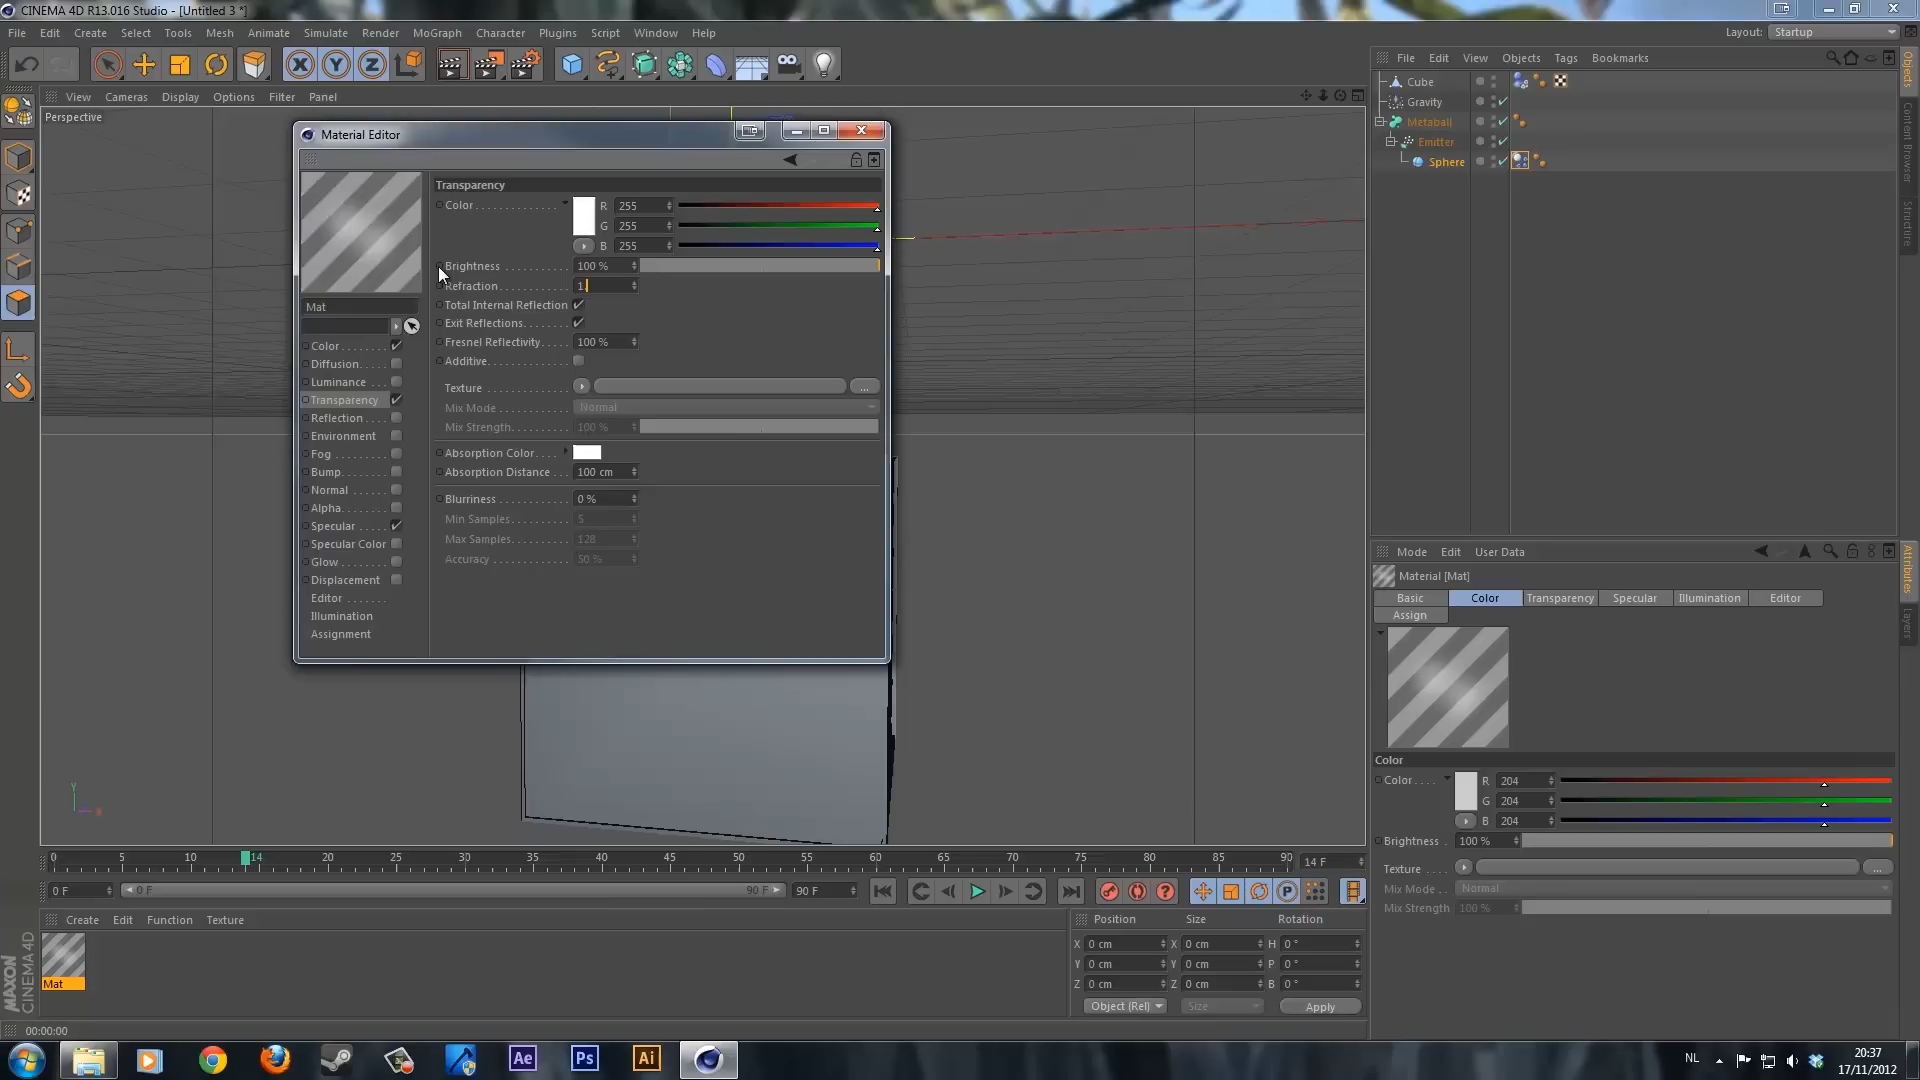 CINEMA 4D R13.016 Studio - [Untitled 3 *]
File Edit Create Select Tools Mesh Animate Simulate Render MoGraph Character Plugins Script Window Help
Layout: Startup
View Cameras Display Options Filter Panel
Perspective
Material Editor
Mat
Color
Diffusion
Luminance
Transparency
Reflection
Environment
Fog
Bump
Normal
Alpha
Specular
Specular Color
Glow
Displacement
Editor
Illumination
Assignment
Transparency
Color R 255
G 255
B 255
Brightness 100 %
Refraction 1.
Total Internal Reflection
Exit Reflections
Fresnel Reflectivity 100 %
Additive
Texture ...
Mix Mode Normal
Mix Strength 100 %
Absorption Color
Absorption Distance 100 cm
Blurriness 0 %
Min Samples 5
Max Samples 128
Accuracy 50 %
File Edit View Objects Tags Bookmarks
Cube
Gravity
Metaball
Emitter
Sphere
Objects
Content Browser
Structure
Mode Edit User Data
Material [Mat]
Basic Color Transparency Specular Illumination Editor
Assign
Color
Color R 204
G 204
B 204
Brightness 100 %
Texture ...
Mix Mode Normal
Mix Strength 100 %
Attributes
Layers
Y
0 5 10 14 20 25 30 35 40 45 50 55 60 65 70 75 80 85 90 14 F
0 F 0 F 90 F 90 F
Create Edit Function Texture
Mat
MAXON
CINEMA 4D
Position Size Rotation
X 0 cm X 0 cm H 0 °
Y 0 cm Y 0 cm P 0 °
Z 0 cm Z 0 cm B 0 °
Object (Rel) Size Apply
00:00:00
Ae Ps Ai
NL
20:37
17/11/2012